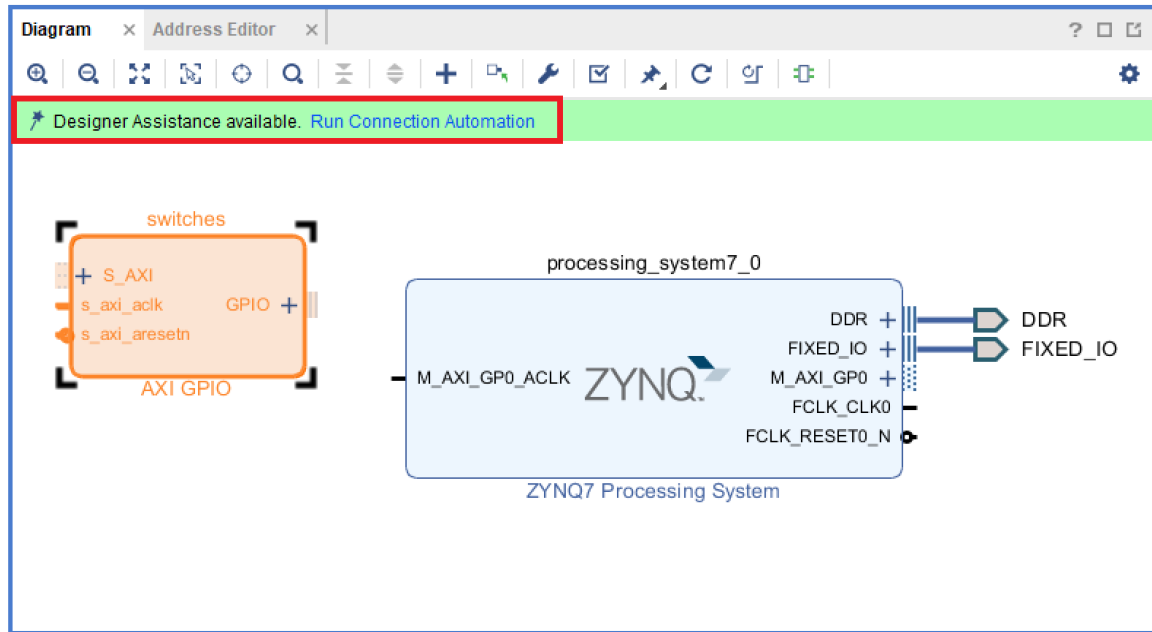 Diagram
Address Editor
Designer Assistance available. Run Connection Automation
switches
S_AXI
s_axi_aclk
GPIO
s_axi_aresetn
AXI GPIO
processing_system7_0
DDR
FIXED_IO
M_AXI_GP0_ACLK
ZYNQ
M_AXI_GP0
FCLK_CLK0
FCLK_RESET0_N
ZYNQ7 Processing System
DDR
FIXED_IO